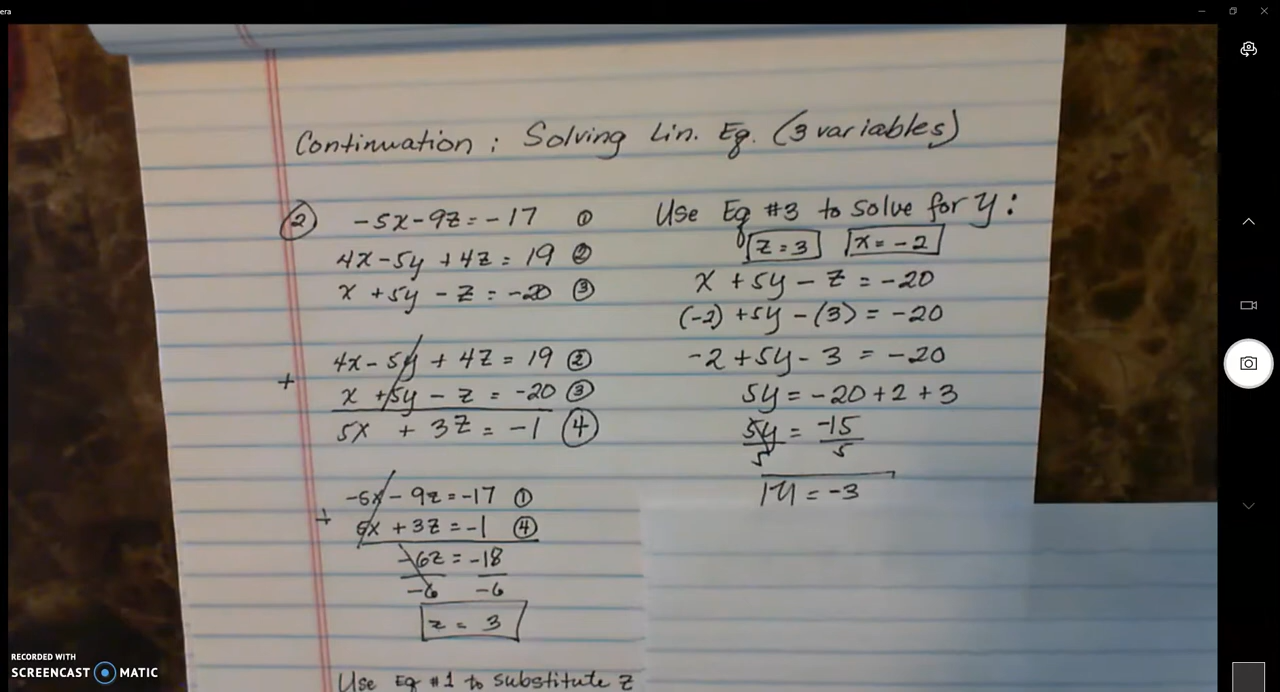 era
Continuation : Solving Lin. Eq. (3 variables)
② -5x - 9z = -17 ①
4x - 5y + 4z = 19 ②
x + 5y - z = -20 ③
4x - 5y + 4z = 19 ②
+ x + 5y - z = -20 ③
5x + 3z = -1 ④
-5x - 9z = -17 ①
+ 5x + 3z = -1 ④
-6z = -18
-6 -6
z = 3
Use Eq #1 to substitute z
Use Eq #3 to solve for y :
z = 3 x = -2
x + 5y - z = -20
(-2) + 5y - (3) = -20
-2 + 5y - 3 = -20
5y = -20 + 2 + 3
5y = -15
5 5
y = -3
RECORDED WITH
SCREENCAST MATIC